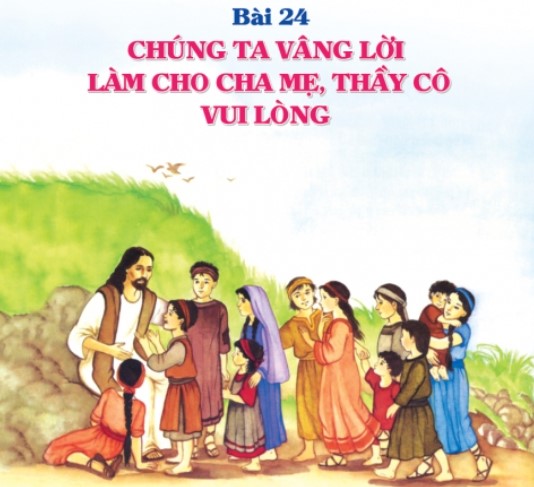 Bài 24
CHÚNG TA VÂNG LỜI
LÀM CHO CHA MẸ, THẦY CÔ
VUI LÒNG